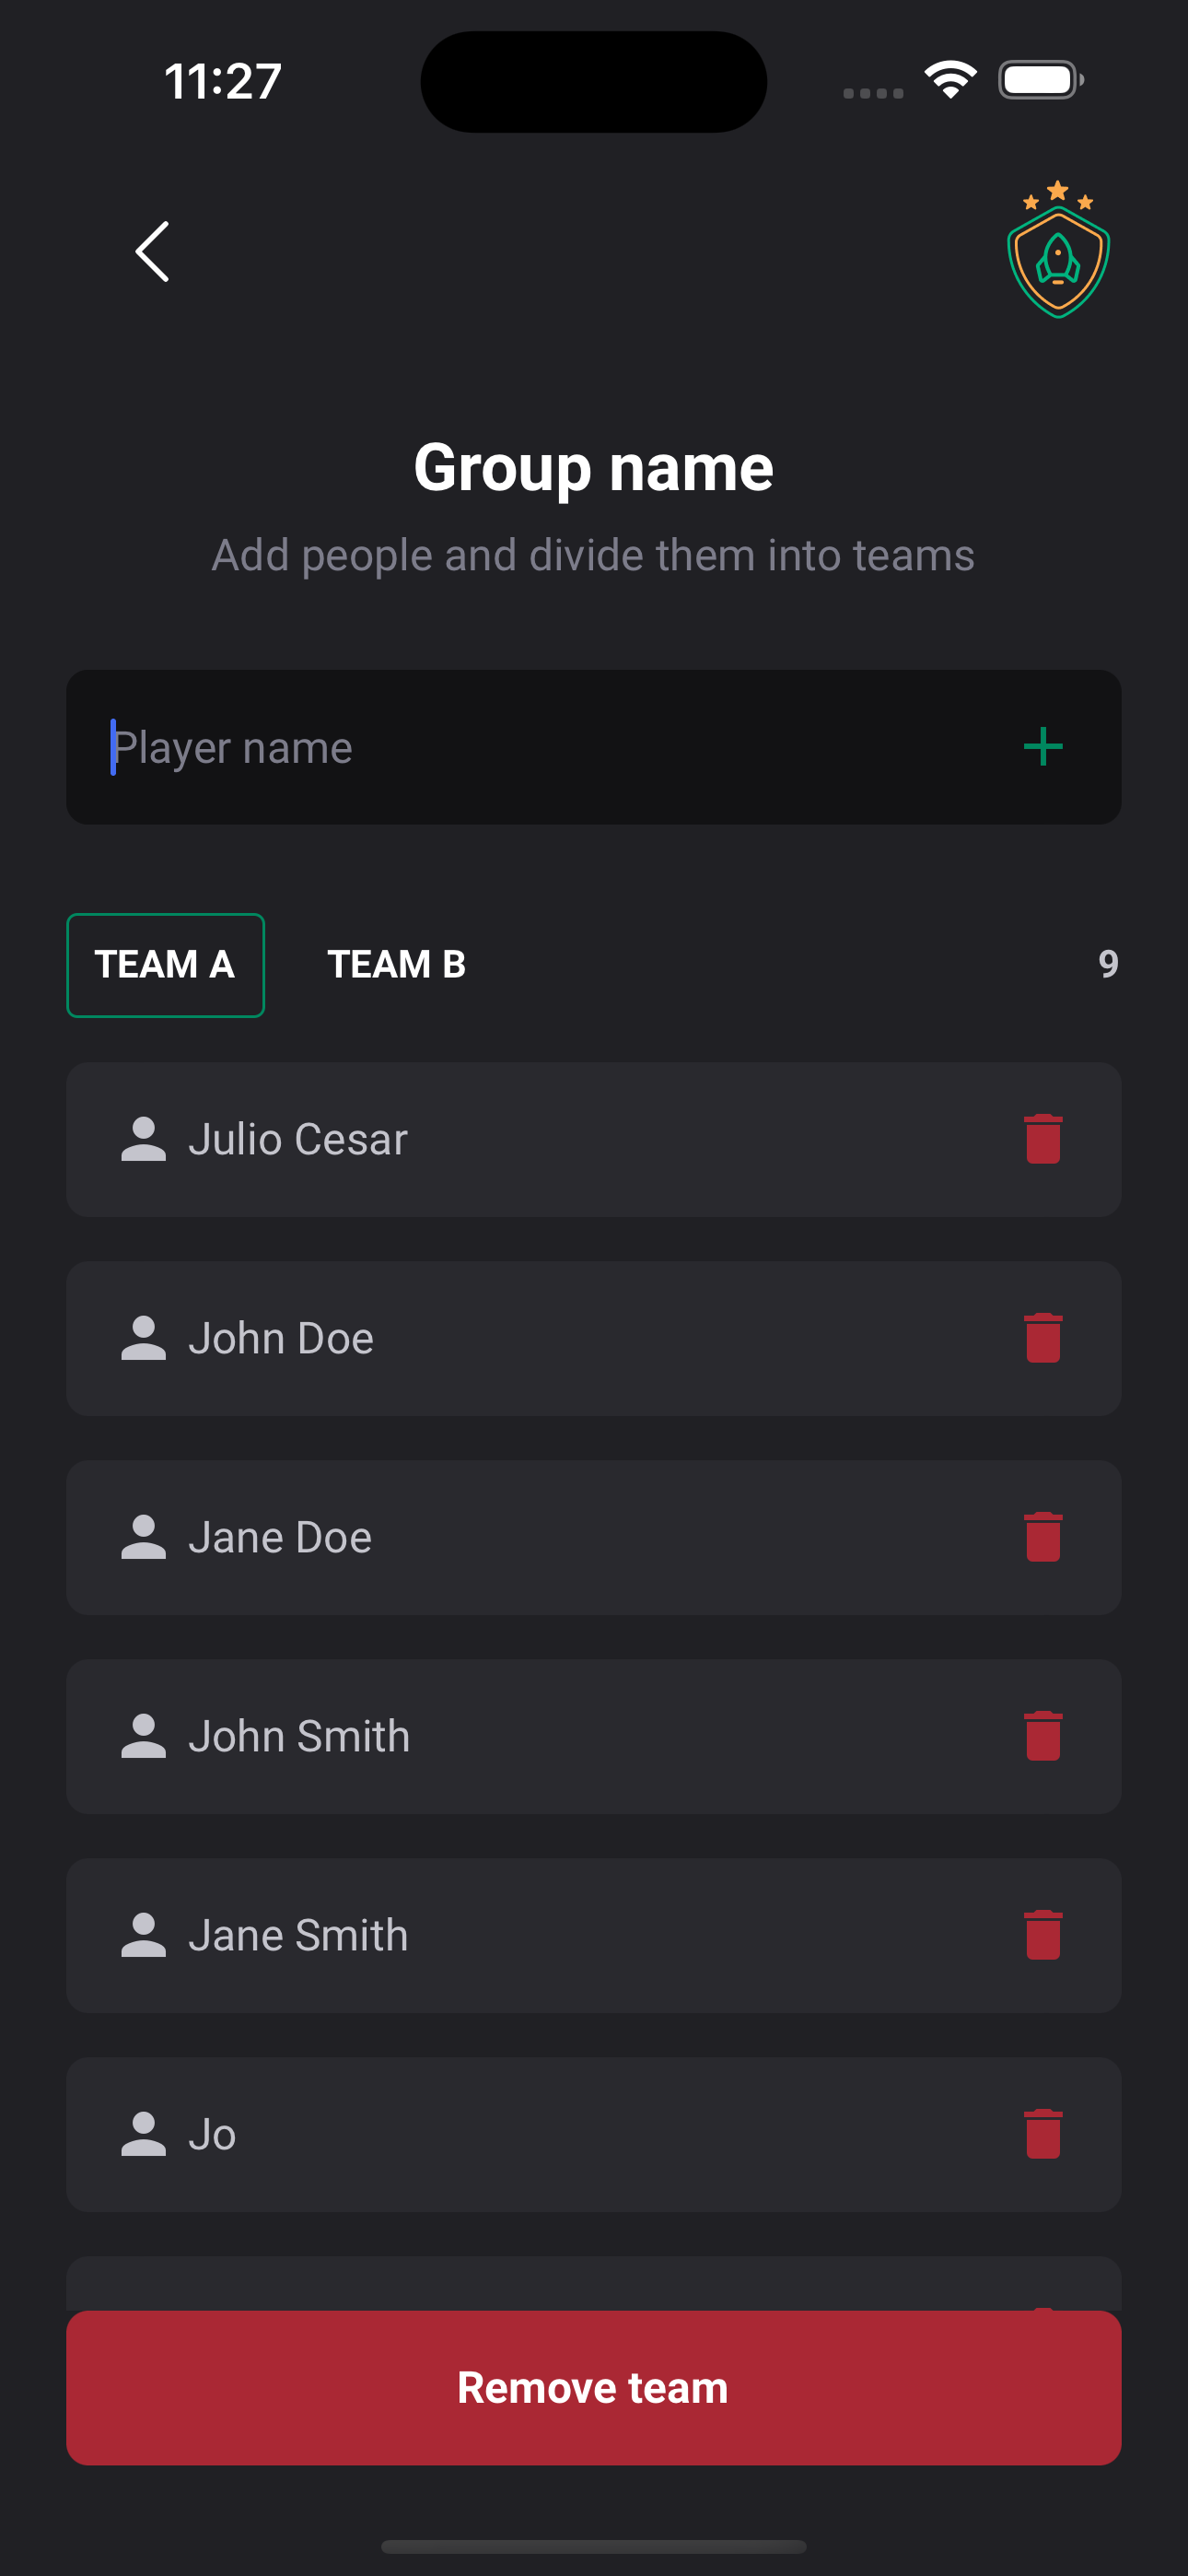 11:27
Group name
Add people and divide them into teams
Player name
TEAM A TEAM B 9
Julio Cesar
John Doe
Jane Doe
John Smith
Jane Smith
Jo
Remove team